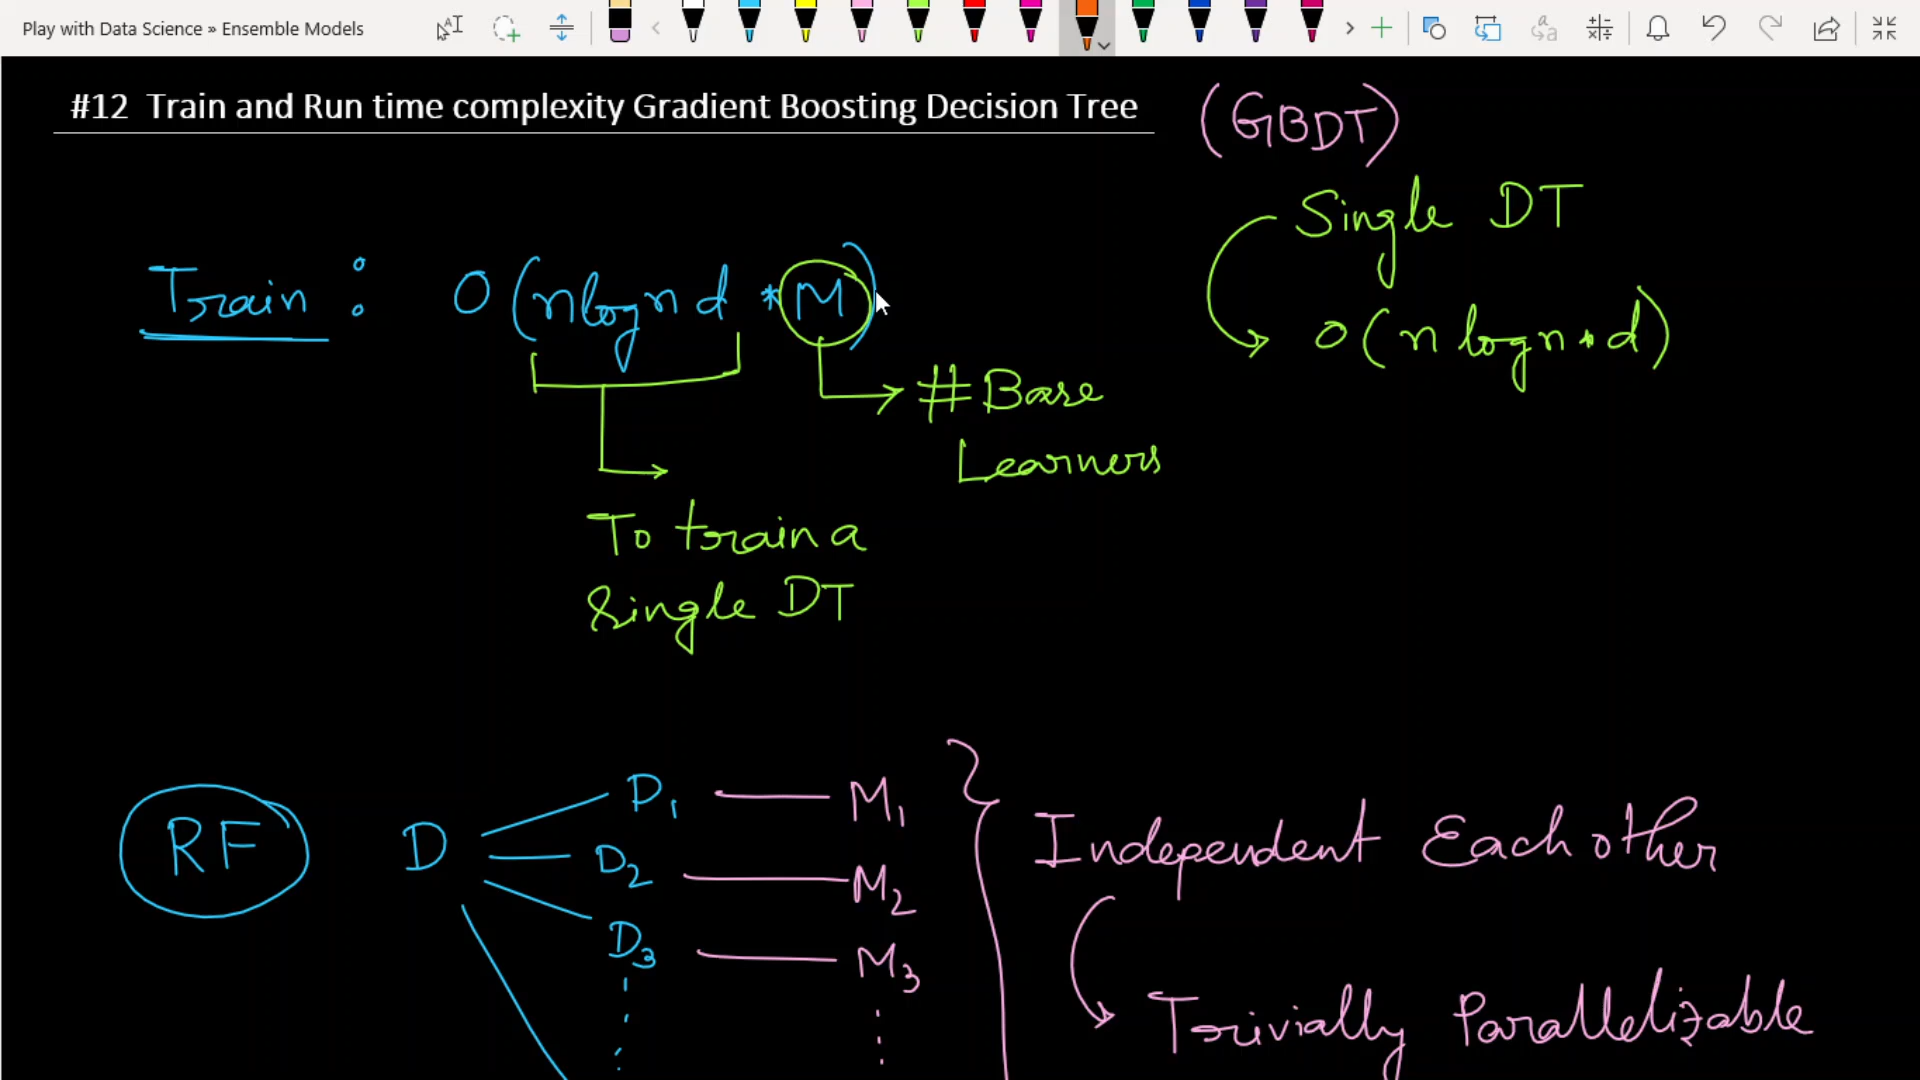 Play with Data Science » Ensemble Models
#12 Train and Run time complexity Gradient Boosting Decision Tree
(GBDT)
Single DT
O(n log n * d)
Train : O(n log n d * M)
# Base
Learners
To train a
Single DT
RF
D
D1 M1
D2 M2
D3 M3
Independent Each other
Trivially Parallelizable